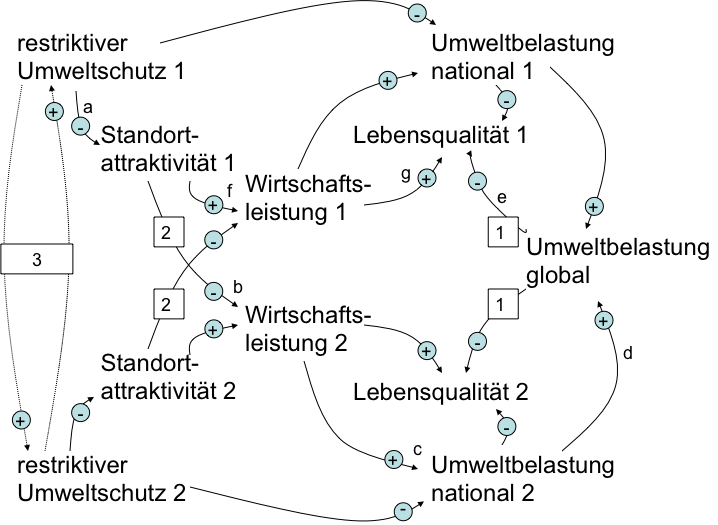 -
restriktiver
Umweltschutz 1
Umweltbelastung
national 1
+
a
+
-
-
Standort-
attraktivität 1
Lebensqualität 1
f
Wirtschafts-
leistung 1
g
+
-
+
e
+
2
-
1
Umweltbelastung
global
3
-
b
2
1
Wirtschafts-
leistung 2
+
+
-
+
d
Standort-
attraktivität 2
Lebensqualität 2
+
-
-
c
+
restriktiver
Umweltschutz 2
Umweltbelastung
national 2
-